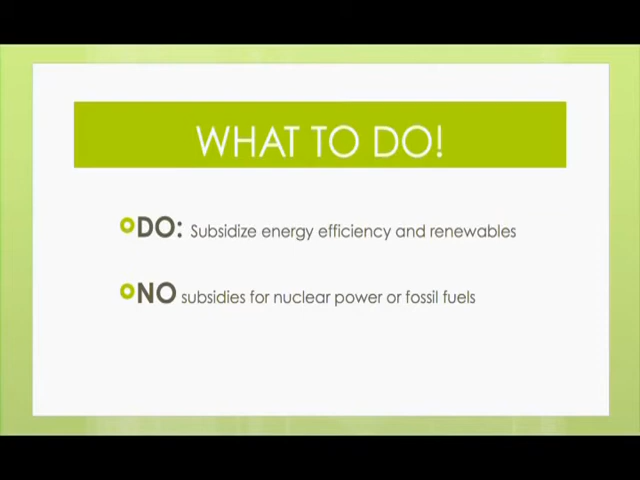 WHAT TO DO!
DO: Subsidize energy efficiency and renewables
NO subsidies for nuclear power or fossil fuels